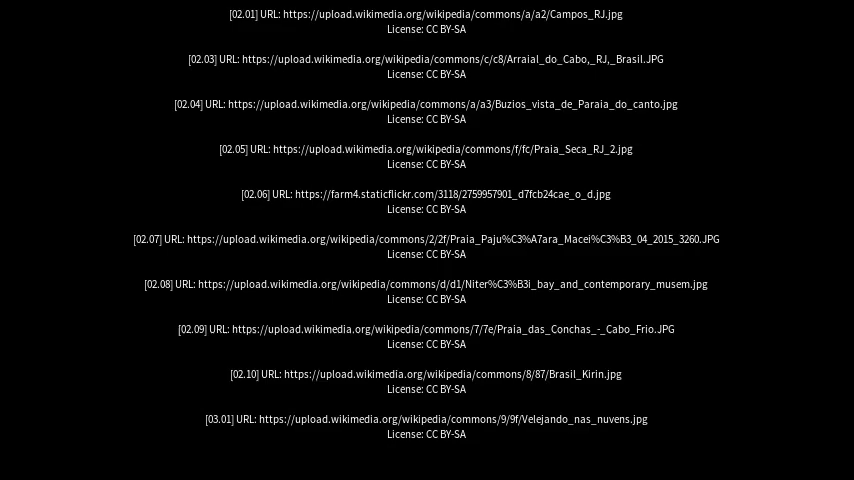 [02.01] URL: https://upload.wikimedia.org/wikipedia/commons/a/a2/Campos_RJ.jpg
License: CC BY-SA
[02.03] URL: https://upload.wikimedia.org/wikipedia/commons/c/c8/Arraial_do_Cabo,_RJ,_Brasil.JPG
License: CC BY-SA
[02.04] URL: https://upload.wikimedia.org/wikipedia/commons/a/a3/Buzios_vista_de_Paraia_do_canto.jpg
License: CC BY-SA
[02.05] URL: https://upload.wikimedia.org/wikipedia/commons/f/fc/Praia_Seca_RJ_2.jpg
License: CC BY-SA
[02.06] URL: https://farm4.staticflickr.com/3118/2759957901_d7fcb24cae_o_d.jpg
License: CC BY-SA
[02.07] URL: https://upload.wikimedia.org/wikipedia/commons/2/2f/Praia_Paju%C3%A7ara_Macei%C3%B3_04_2015_3260.JPG
License: CC BY-SA
[02.08] URL: https://upload.wikimedia.org/wikipedia/commons/d/d1/Niter%C3%B3i_bay_and_contemporary_musem.jpg
License: CC BY-SA
[02.09] URL: https://upload.wikimedia.org/wikipedia/commons/7/7e/Praia_das_Conchas_-_Cabo_Frio.JPG
License: CC BY-SA
[02.10] URL: https://upload.wikimedia.org/wikipedia/commons/8/87/Brasil_Kirin.jpg
License: CC BY-SA
[03.01] URL: https://upload.wikimedia.org/wikipedia/commons/9/9f/Velejando_nas_nuvens.jpg
License: CC BY-SA